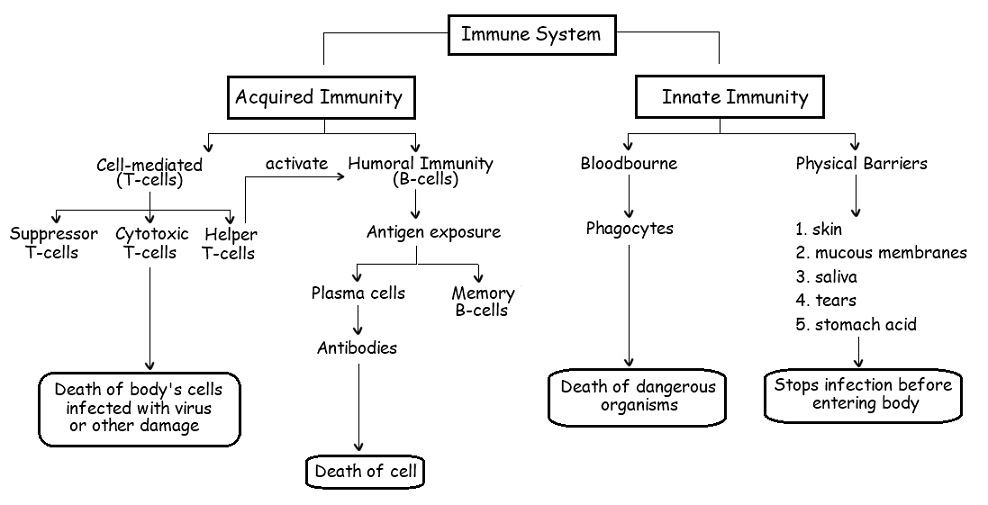 Immune System
Acquired Immunity
Innate Immunity
Cell-mediated
(T-cells)
activate
Humoral Immunity
(B-cells)
Bloodbourne
Physical Barriers
Suppressor
T-cells
Cytotoxic
T-cells
Helper
T-cells
Antigen exposure
Phagocytes
1. skin
2. mucous membranes
3. saliva
4. tears
5. stomach acid
Plasma cells
Memory
B-cells
Antibodies
Death of body's cells
infected with virus
or other damage
Death of cell
Death of dangerous
organisms
Stops infection before
entering body